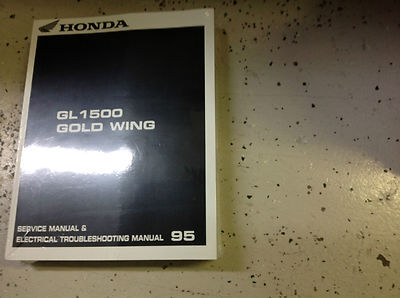 HONDA
GL1500
GOLD WING
SERVICE MANUAL &
ELECTRICAL TROUBLESHOOTING MANUAL 95